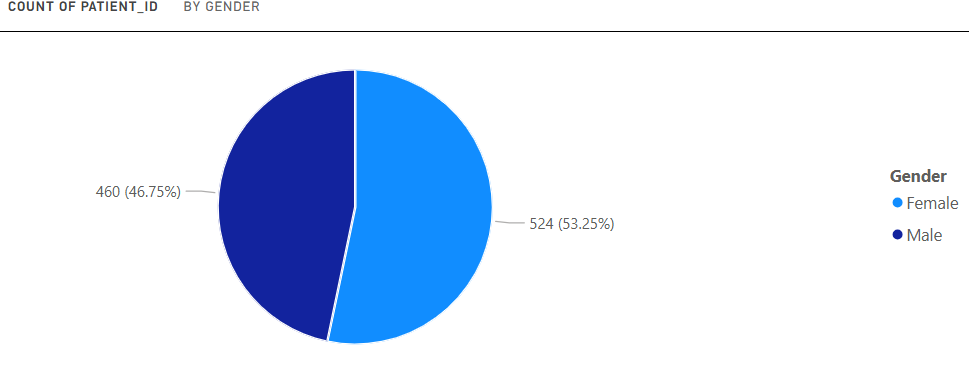 COUNT OF PATIENT_ID BY GENDER
460 (46.75%)
524 (53.25%)
Gender
Female
Male